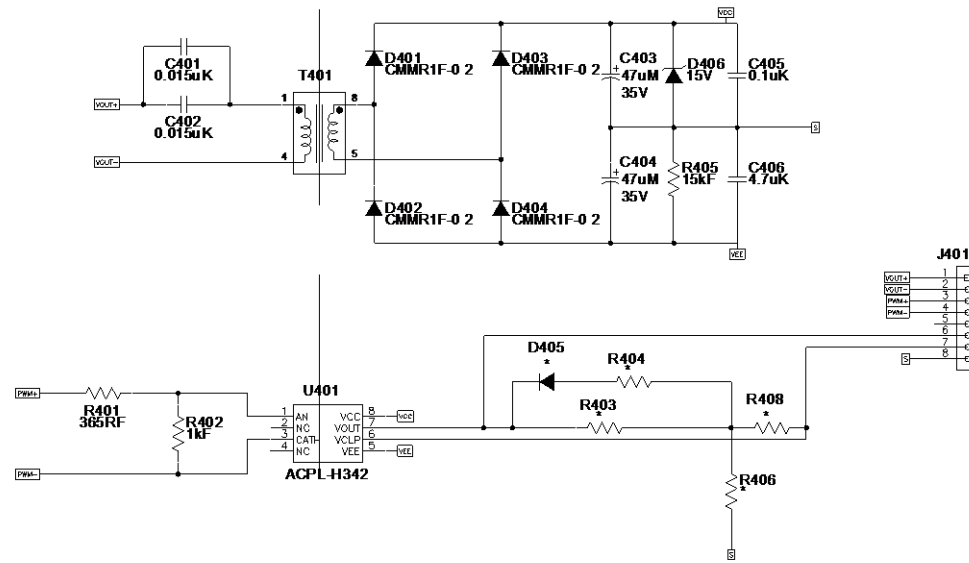 VCC
C401
0.015uK
VOUT+
C402
0.015uK
VOUT-
T401
1
8
4
5
D401
CMMR1F-0 2
D403
CMMR1F-0 2
C403
47uM
35V
D406
15V
C405
0.1uK
S
C404
47uM
35V
R405
15kF
C406
4.7uK
D402
CMMR1F-0 2
D404
CMMR1F-0 2
VEE
J401
VOUT+
1
VOUT-
2
PWM+
3
PWM-
4
5
6
7
S
8
D405
*
R404
*
R403
*
R408
*
R406
*
S
PWM+
R401
365RF
R402
1kF
PWM-
U401
1 AN VCC 8 VCC
2 NC VOUT 7
3 CATH VCLP 6
4 NC VEE 5 VEE
ACPL-H342